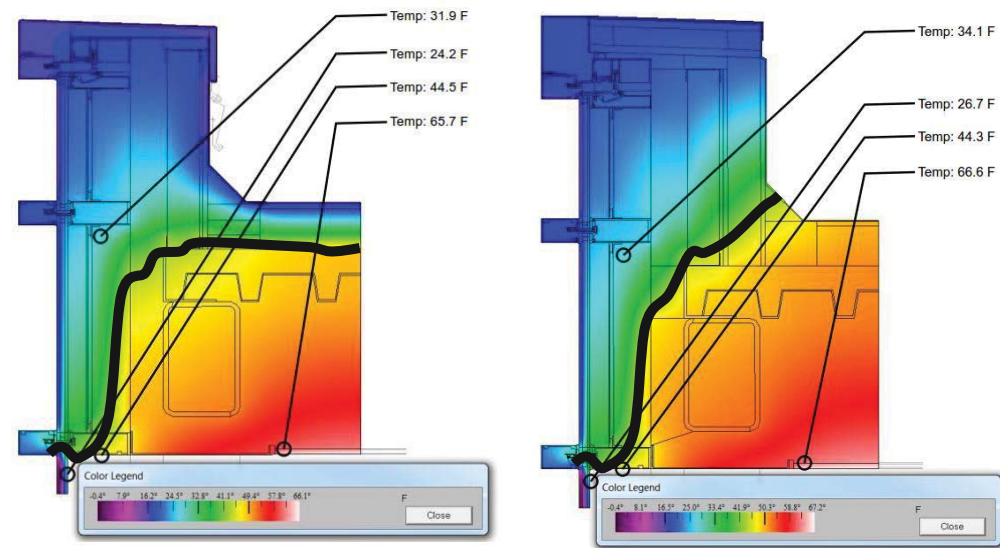 Temp: 31.9 F
Temp: 24.2 F
Temp: 44.5 F
Temp: 65.7 F
Color Legend
-0.4° 7.9° 16.2° 24.5° 32.8° 41.1° 49.4° 57.8° 66.1°
F
Close
Temp: 34.1 F
Temp: 26.7 F
Temp: 44.3 F
Temp: 66.6 F
Color Legend
-0.4° 8.1° 16.5° 25.0° 33.4° 41.9° 50.3° 58.8° 67.2°
F
Close